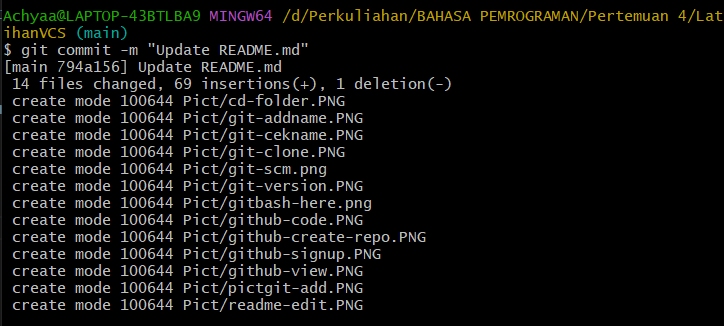 Achyaa@LAPTOP-43BTLBA9 MINGW64 /d/Perkuliahan/BAHASA PEMROGRAMAN/Pertemuan 4/Lat
ihanVCS (main)
$ git commit -m "Update README.md"
[main 794a156] Update README.md
 14 files changed, 69 insertions(+), 1 deletion(-)
 create mode 100644 Pict/cd-folder.PNG
 create mode 100644 Pict/git-addname.PNG
 create mode 100644 Pict/git-cekname.PNG
 create mode 100644 Pict/git-clone.PNG
 create mode 100644 Pict/git-scm.png
 create mode 100644 Pict/git-version.PNG
 create mode 100644 Pict/gitbash-here.png
 create mode 100644 Pict/github-code.PNG
 create mode 100644 Pict/github-create-repo.PNG
 create mode 100644 Pict/github-signup.PNG
 create mode 100644 Pict/github-view.PNG
 create mode 100644 Pict/pictgit-add.PNG
 create mode 100644 Pict/readme-edit.PNG